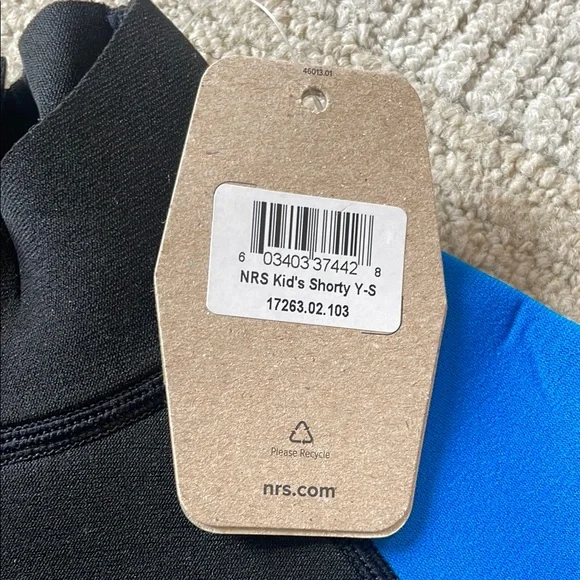 46013.01
6 03403 37442 8
NRS Kid's Shorty Y-S
17263.02.103
Please Recycle
nrs.com